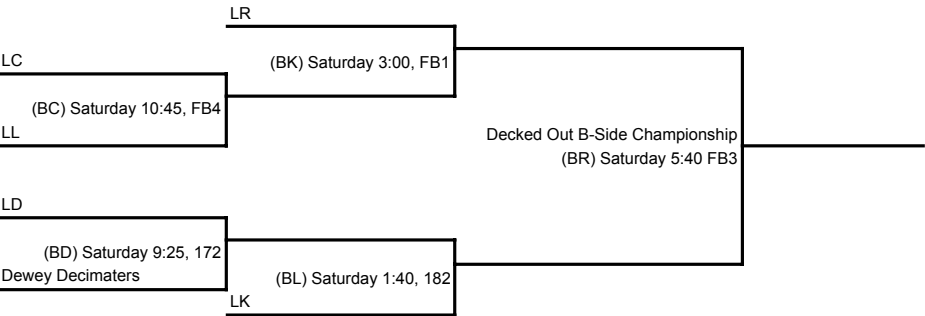 LR
LC
(BK) Saturday 3:00, FB1
(BC) Saturday 10:45, FB4
LL
Decked Out B-Side Championship
(BR) Saturday 5:40 FB3
LD
(BD) Saturday 9:25, 172
Dewey Decimaters
(BL) Saturday 1:40, 182
LK